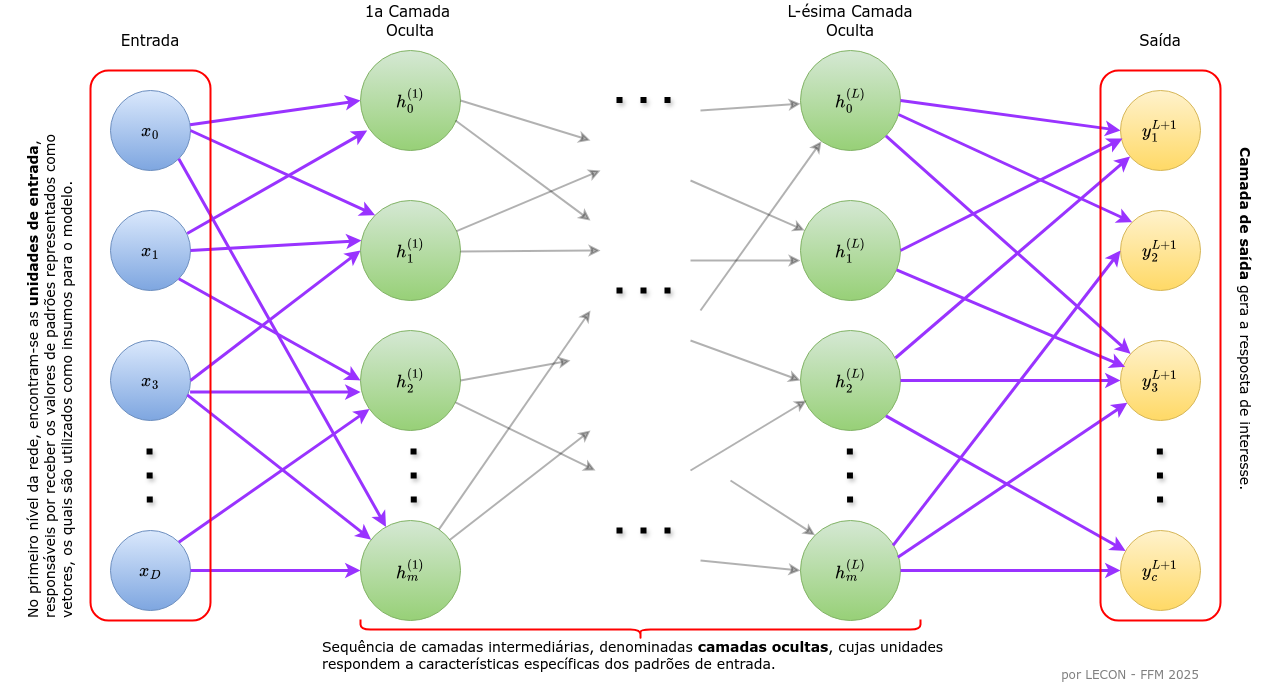 1a Camada
Oculta
L-ésima Camada
Oculta
Entrada
Saída
No primeiro nível da rede, encontram-se as unidades de entrada,
responsáveis por receber os valores de padrões representados como
vetores, os quais são utilizados como insumos para o modelo.
x_0
x_1
x_3
x_D
h_0^{(1)}
h_1^{(1)}
h_2^{(1)}
h_m^{(1)}
. . .
. . .
. . .
h_0^{(L)}
h_1^{(L)}
h_2^{(L)}
h_m^{(L)}
y_1^{L+1}
y_2^{L+1}
y_3^{L+1}
y_c^{L+1}
Camada de saída gera a resposta de interesse.
Sequência de camadas intermediárias, denominadas camadas ocultas, cujas unidades
respondem a características específicas dos padrões de entrada.
por LECON - FFM 2025